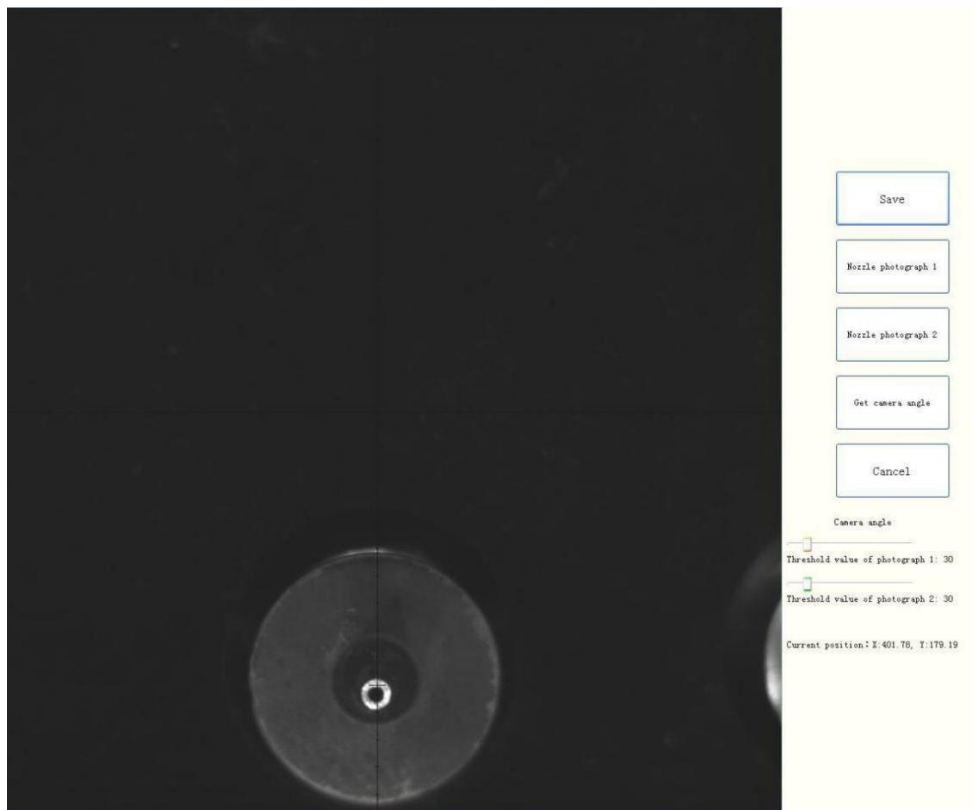 Save
Nozzle photograph 1
Nozzle photograph 2
Get camera angle
Cancel
Camera angle
Threshold value of photograph 1: 30
Threshold value of photograph 2: 30
Current position: X:401.78, Y:179.19